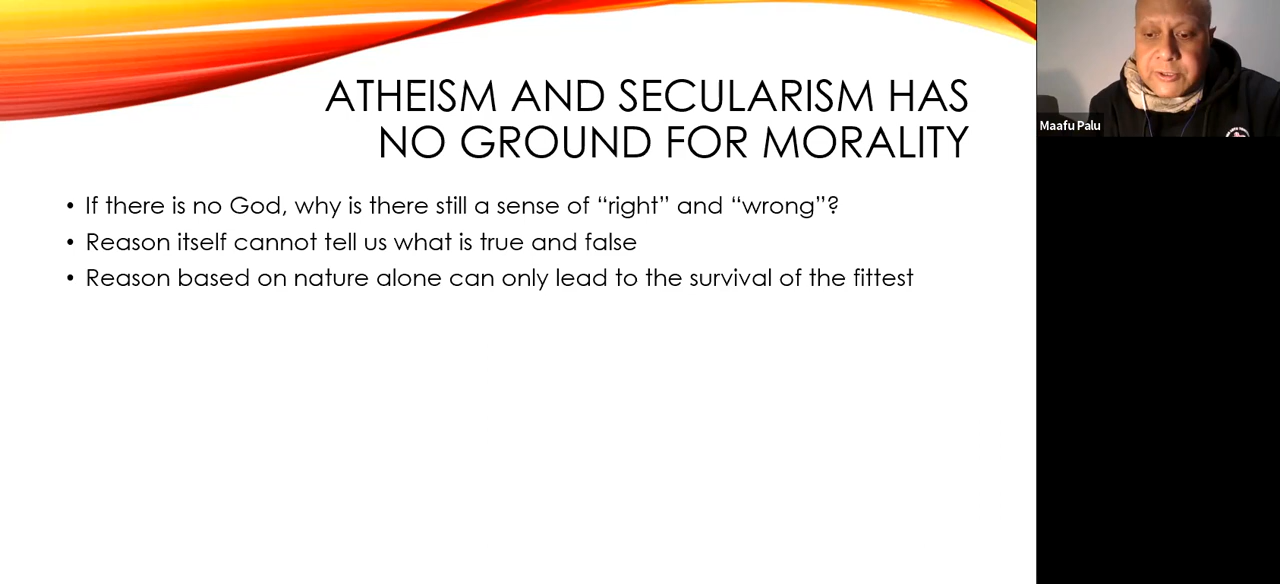 ATHEISM AND SECULARISM HAS
NO GROUND FOR MORALITY
• If there is no God, why is there still a sense of “right” and “wrong”?
• Reason itself cannot tell us what is true and false
• Reason based on nature alone can only lead to the survival of the fittest
Maafu Palu